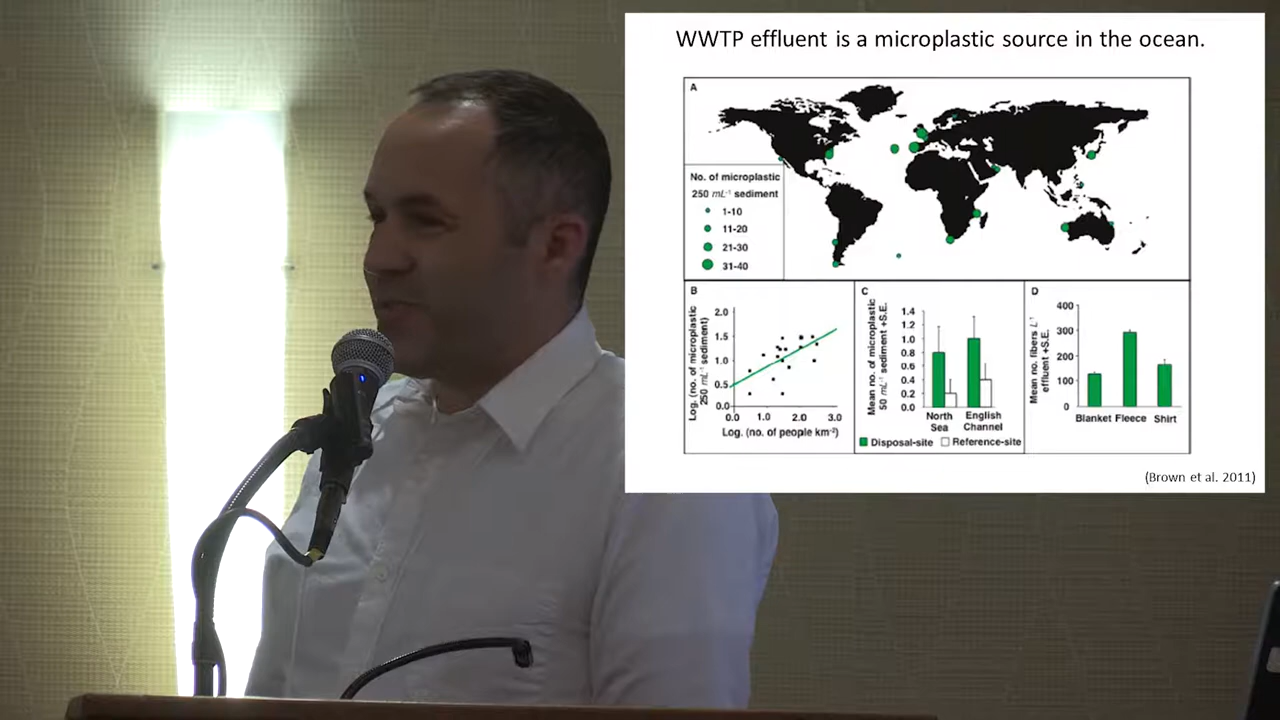 WWTP effluent is a microplastic source in the ocean.
A
No. of microplastic
250 mL⁻¹ sediment
1-10
11-20
21-30
31-40
B
Log. (no. of microplastic
250 mL⁻¹ sediment)
2.0
1.5
1.0
0.5
0.0
0.0 1.0 2.0 3.0
Log. (no. of people km⁻²)
C
Mean no. of microplastic
50 mL⁻¹ sediment +S.E.
1.4
1.2
1.0
0.8
0.6
0.4
0.2
0.0
North Sea
English Channel
Disposal-site Reference-site
D
Mean no. fibers L⁻¹
effluent +S.E.
400
300
200
100
0
Blanket Fleece Shirt
(Brown et al. 2011)